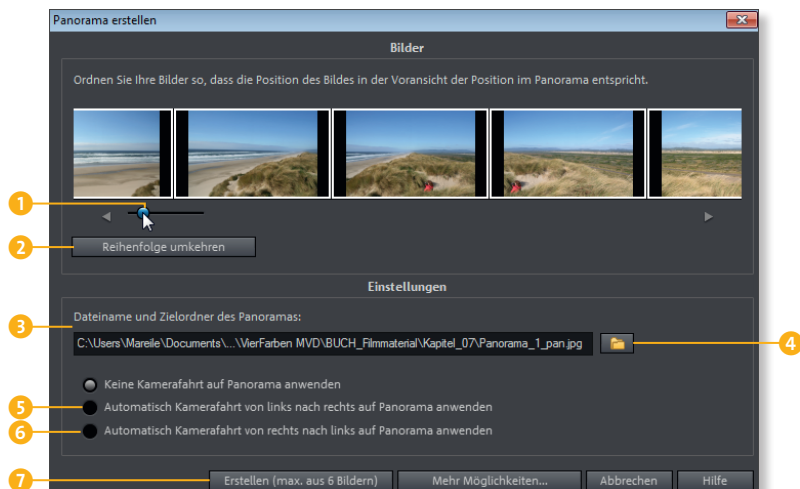 Panorama erstellen
Bilder
Ordnen Sie Ihre Bilder so, dass die Position des Bildes in der Voransicht der Position im Panorama entspricht.
1
2 Reihenfolge umkehren
Einstellungen
Dateiname und Zielordner des Panoramas:
3
C:\Users\Mareile\Documents\...\VierFarben MVD\BUCH_Filmmaterial\Kapitel_07\Panorama_1_pan.jpg 4
Keine Kamerafahrt auf Panorama anwenden
5 Automatisch Kamerafahrt von links nach rechts auf Panorama anwenden
6 Automatisch Kamerafahrt von rechts nach links auf Panorama anwenden
7 Erstellen (max. aus 6 Bildern) Mehr Möglichkeiten... Abbrechen Hilfe